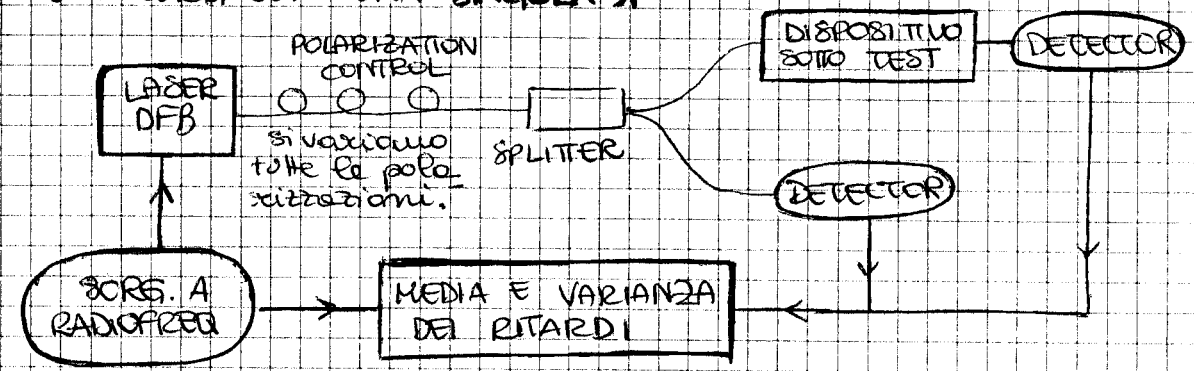 POLARIZATION
CONTROL
LASER
DFB
si variano
tutte le pola_
rizzazioni.
SPLITTER
DISPOSITIVO
SOTTO TEST
DETECTOR
DETECTOR
SORG. A
RADIOFREQ
MEDIA E VARIANZA
DEI RITARDI